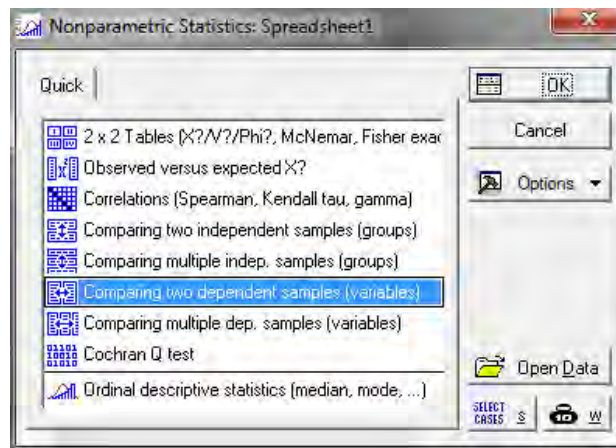 Nonparametric Statistics: Spreadsheet1
Quick
OK
2 x 2 Tables (X?/V?/Phi?, McNemar, Fisher exac
Cancel
Observed versus expected X?
Options
Correlations (Spearman, Kendall tau, gamma)
Comparing two independent samples (groups)
Comparing multiple indep. samples (groups)
Comparing two dependent samples (variables)
Comparing multiple dep. samples (variables)
Cochran Q test
Open Data
Ordinal descriptive statistics (median, mode, ...)
SELECT CASES S W